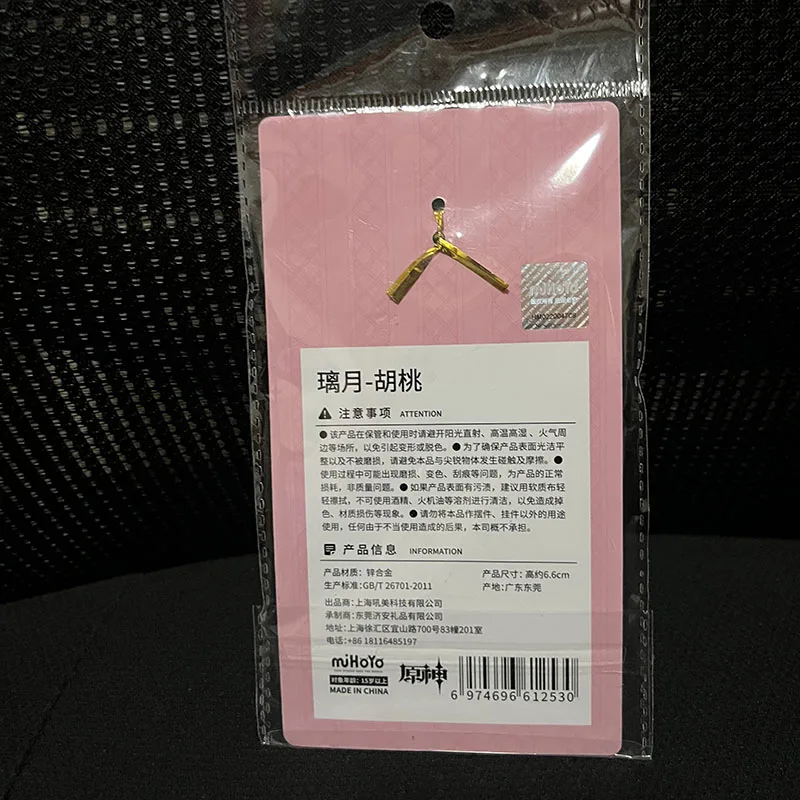 miHoYo
璃月-胡桃
注意事项 ATTENTION
●该产品在保管和使用时请避开阳光直射、高温高湿、火气周
边等场所，以免引起变形或脱色。●为了确保产品表面光洁平
整以及不被磨损，请避免本品与尖锐物体发生碰触及摩擦。●
使用过程中可能出现磨损、变色、刮痕等问题，为产品的正常
损耗，非质量问题。●如果产品表面有污渍，建议用软质布轻
轻擦拭，不可使用酒精、火机油等溶剂进行清洁，以免造成掉
色、材质损伤等现象。●请勿将本品作摆件、挂件以外的用途
使用，任何由于不当使用造成的后果，本司概不承担。
产品信息 INFORMATION
产品材质：锌合金 产品尺寸：高约6.6cm
生产标准：GB/T 26701-2011 产地：广东东莞
出品商：上海吼美科技有限公司
承制商：东莞济安礼品有限公司
地址：上海徐汇区宜山路700号83幢201室
电话：+86 18116485197
miHoYo 原神
对象年龄：15岁以上
MADE IN CHINA
6 974696 612530